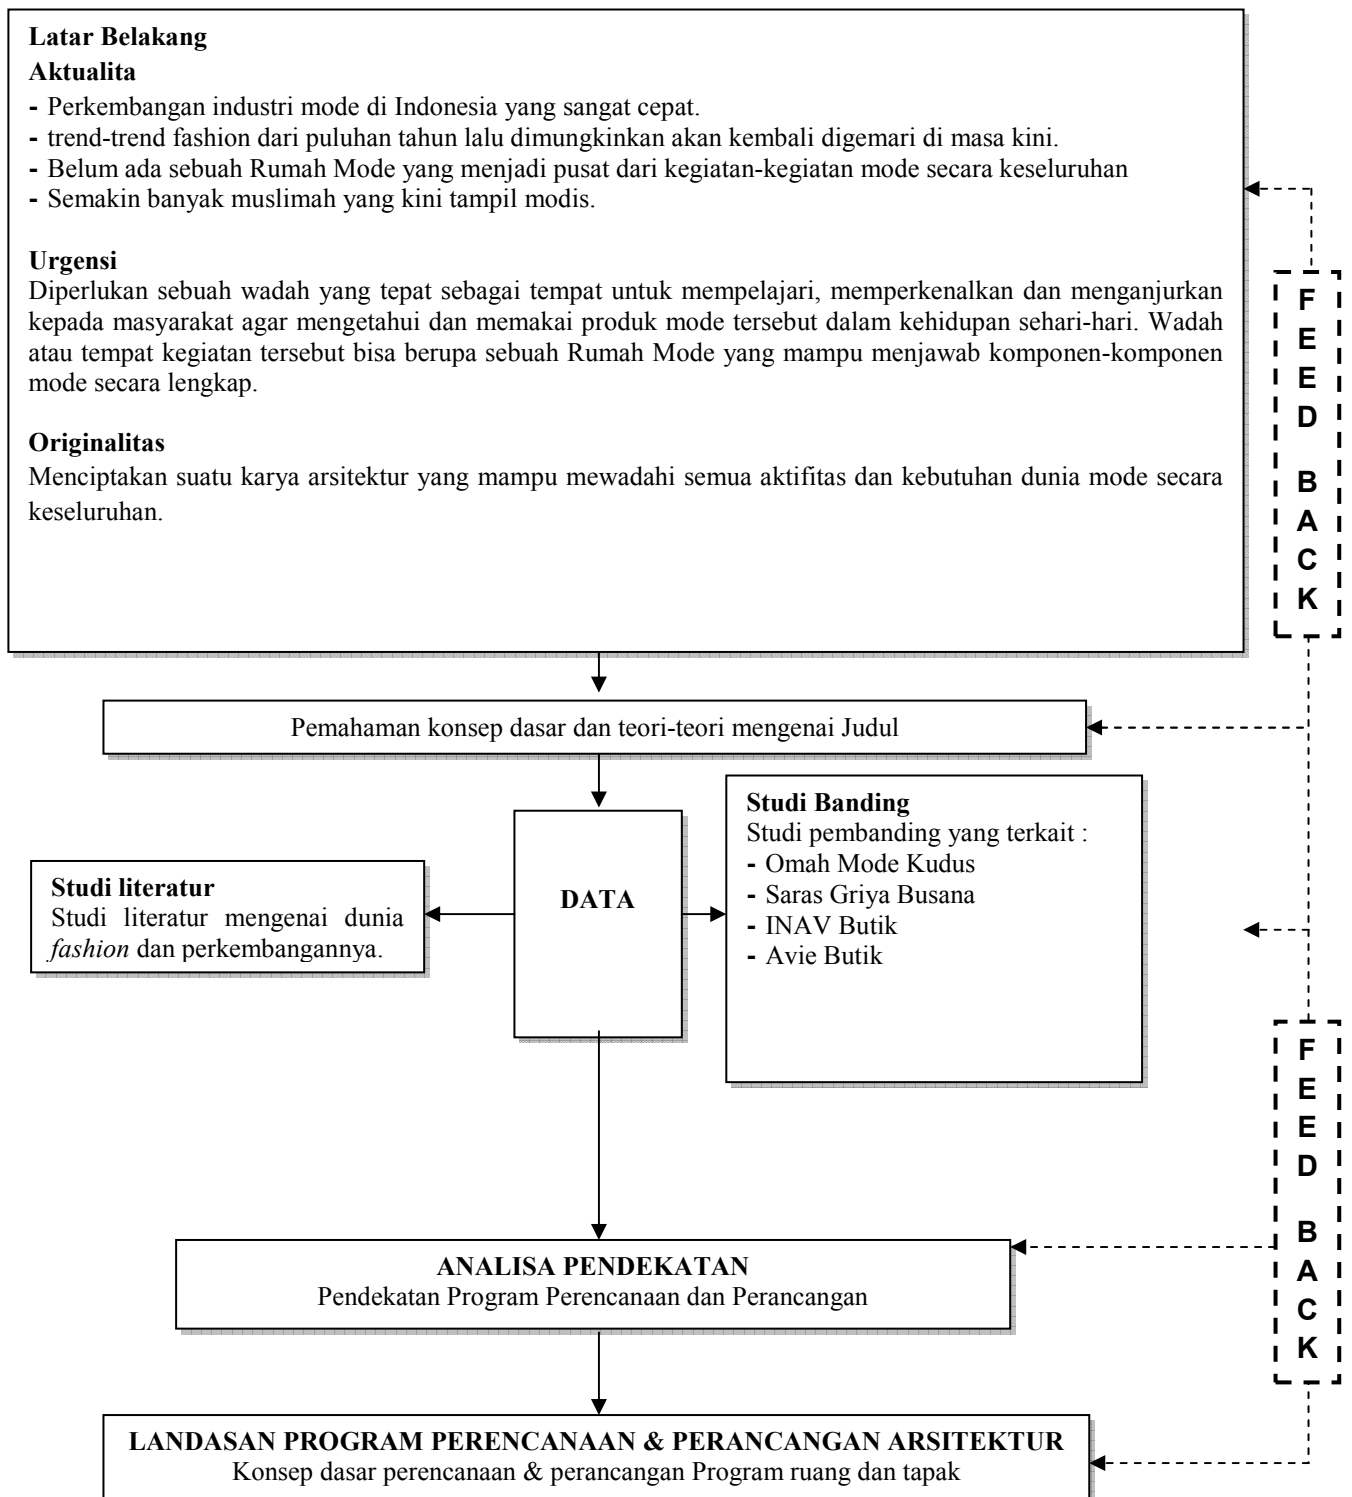 Latar Belakang
Aktualita
- Perkembangan industri mode di Indonesia yang sangat cepat.
- trend-trend fashion dari puluhan tahun lalu dimungkinkan akan kembali digemari di masa kini.
- Belum ada sebuah Rumah Mode yang menjadi pusat dari kegiatan-kegiatan mode secara keseluruhan
- Semakin banyak muslimah yang kini tampil modis.
Urgensi
Diperlukan sebuah wadah yang tepat sebagai tempat untuk mempelajari, memperkenalkan dan menganjurkan
kepada masyarakat agar mengetahui dan memakai produk mode tersebut dalam kehidupan sehari-hari. Wadah
atau tempat kegiatan tersebut bisa berupa sebuah Rumah Mode yang mampu menjawab komponen-komponen
mode secara lengkap.
Originalitas
Menciptakan suatu karya arsitektur yang mampu mewadahi semua aktifitas dan kebutuhan dunia mode secara
keseluruhan.
FEED BACK
Pemahaman konsep dasar dan teori-teori mengenai Judul
Studi literatur
Studi literatur mengenai dunia
fashion dan perkembangannya.
DATA
Studi Banding
Studi pembanding yang terkait :
- Omah Mode Kudus
- Saras Griya Busana
- INAV Butik
- Avie Butik
FEED BACK
ANALISA PENDEKATAN
Pendekatan Program Perencanaan dan Perancangan
LANDASAN PROGRAM PERENCANAAN & PERANCANGAN ARSITEKTUR
Konsep dasar perencanaan & perancangan Program ruang dan tapak